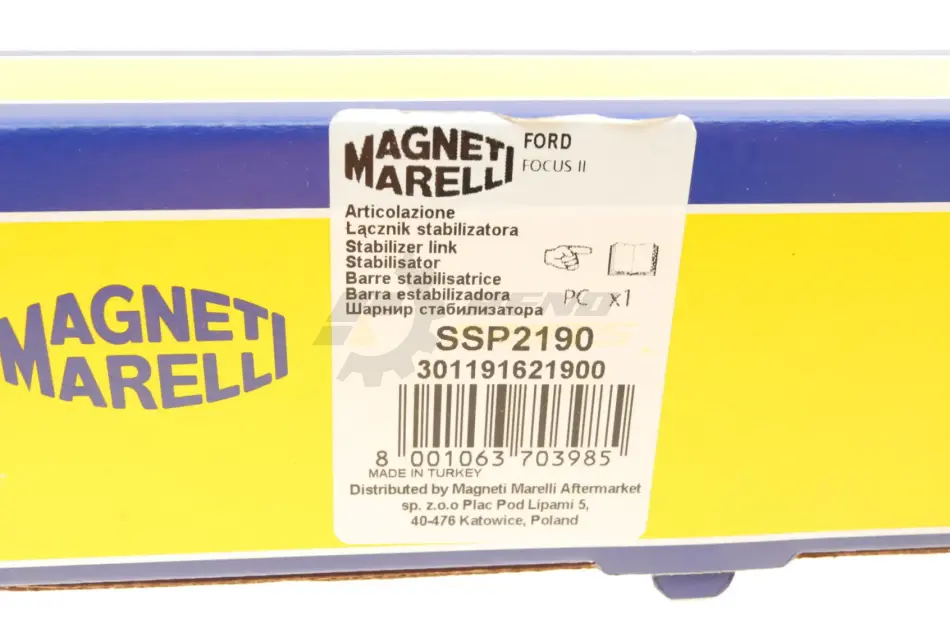 MAGNETI
MARELLI
FORD
FOCUS II
Articolazione
Łącznik stabilizatora
Stabilizer link
Stabilisator
Barre stabilisatrice
Barra estabilizadora
Шарнир стабилизатора
PC x1
SSP2190
301191621900
8 001063 703985
MADE IN TURKEY
Distributed by Magneti Marelli Aftermarket
sp. z.o.o Plac Pod Lipami 5,
40-476 Katowice, Poland
MAGNETI
MARELLI